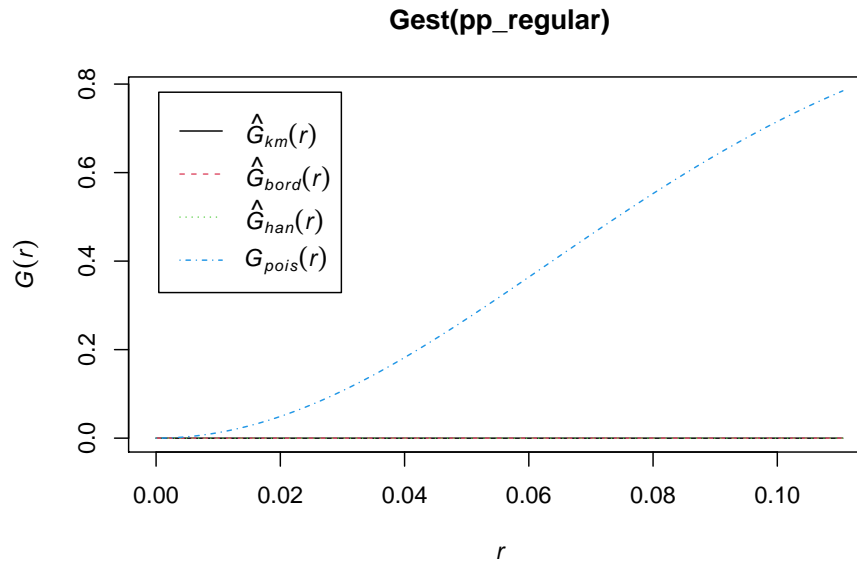 Gest(pp_regular)
Ĝkm(r)
Ĝbord(r)
Ĝhan(r)
Gpois(r)
G(r)
0.8
0.6
0.4
0.2
0.0
0.00 0.02 0.04 0.06 0.08 0.10
r